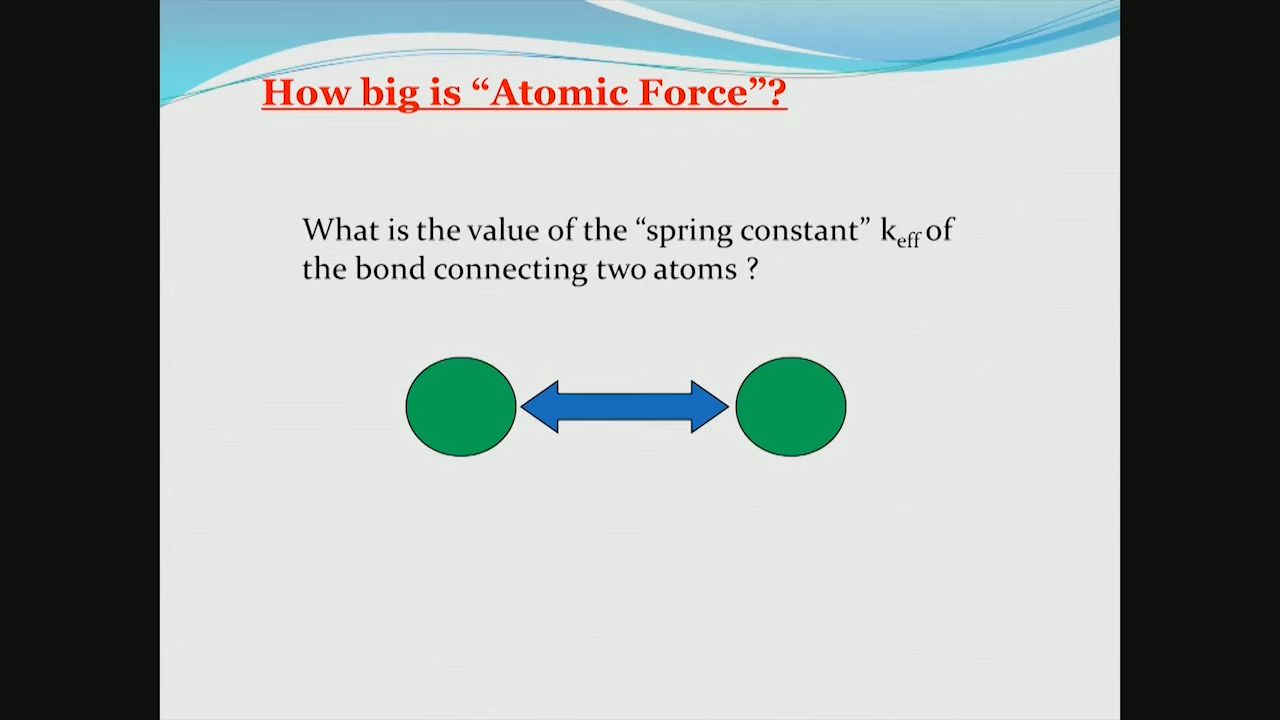 How big is “Atomic Force”?
What is the value of the “spring constant” keff of
the bond connecting two atoms ?